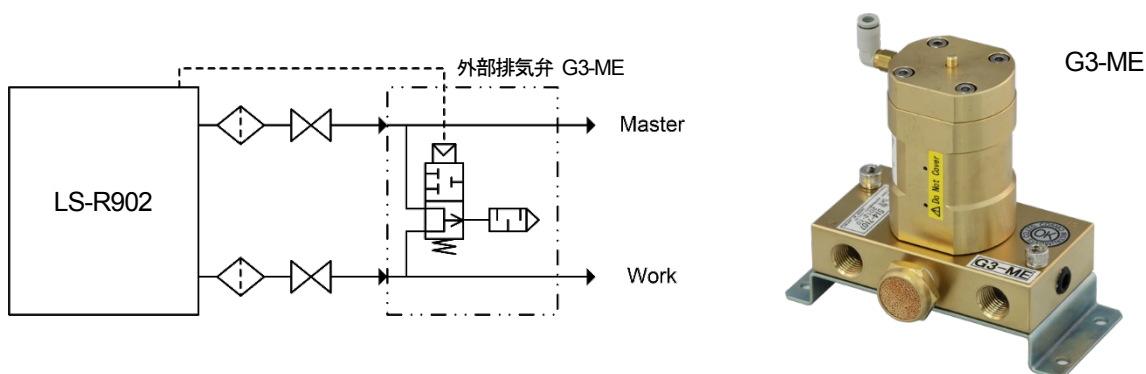 外部排気弁 G3-ME
LS-R902
Master
Work
G3-ME
Do Not Cover
G3-ME
OK